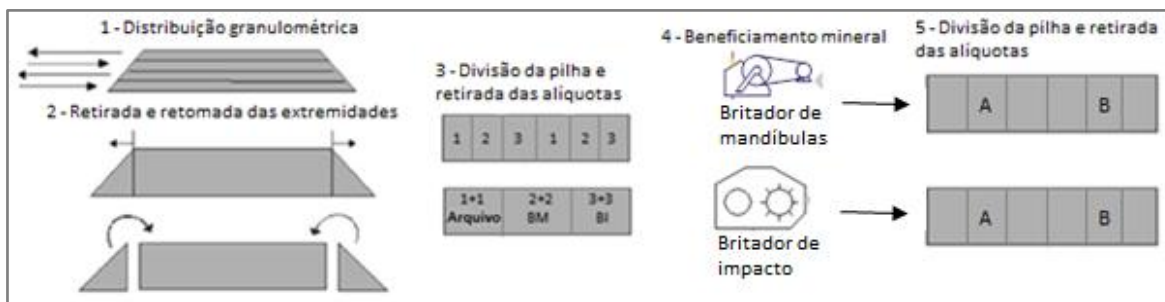 1 - Distribuição granulométrica
2 - Retirada e retomada das extremidades
3 - Divisão da pilha e
retirada das alíquotas
1 2 3 1 2 3
1+1 2+2 3+3
Arquivo BM BI
4 - Beneficiamento mineral
Britador de
mandíbulas
Britador de
impacto
5 - Divisão da pilha e retirada
das alíquotas
A B
A B